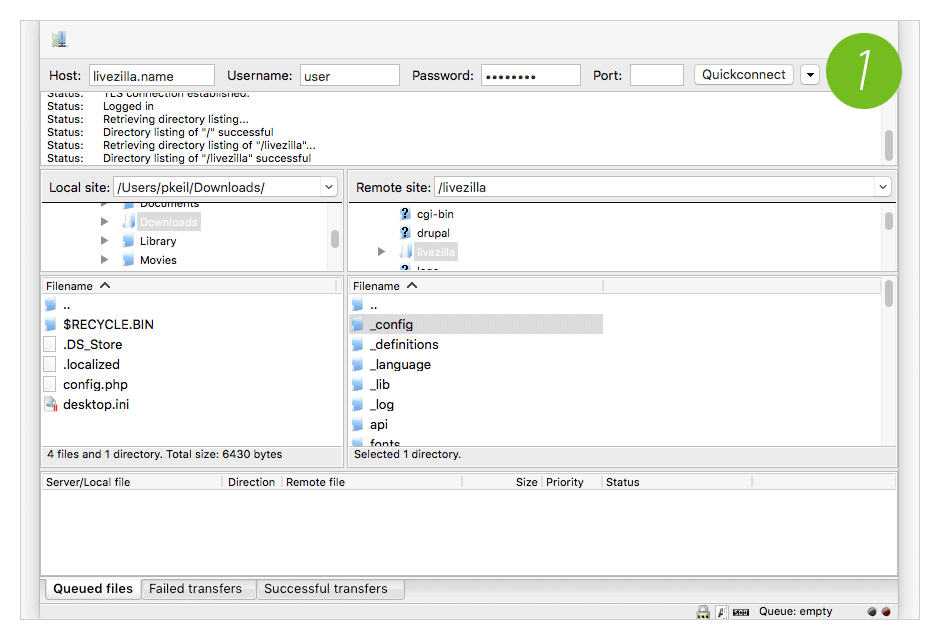 1
Host: livezilla.name Username: user Password: •••••••• Port: Quickconnect
Status: TLS connection established.
Status: Logged in
Status: Retrieving directory listing...
Status: Directory listing of "/" successful
Status: Retrieving directory listing of "/livezilla"...
Status: Directory listing of "/livezilla" successful
Local site: /Users/pkeil/Downloads/
Documents
Downloads
Library
Movies
Remote site: /livezilla
cgi-bin
drupal
livezilla
Filename
..
$RECYCLE.BIN
.DS_Store
.localized
config.php
desktop.ini
4 files and 1 directory. Total size: 6430 bytes
Filename
..
_config
_definitions
_language
_lib
_log
api
fonts
Selected 1 directory.
Server/Local file Direction Remote file Size Priority Status
Queued files Failed transfers Successful transfers
Queue: empty